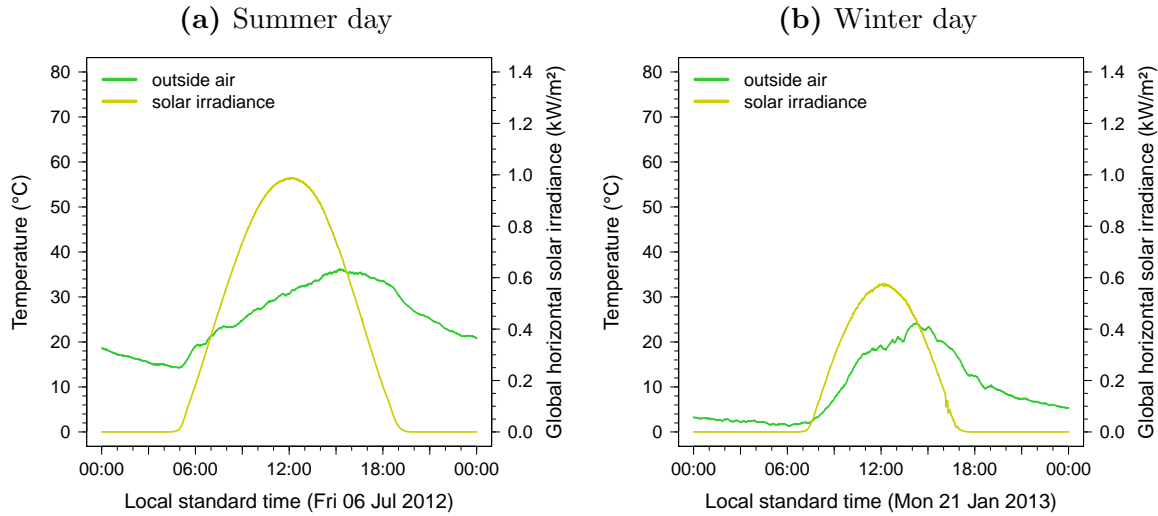 (a) Summer day
outside air
solar irradiance
80
70
60
50
40
30
20
10
0
Temperature (°C)
1.4
1.2
1.0
0.8
0.6
0.4
0.2
0.0
Global horizontal solar irradiance (kW/m²)
00:00 06:00 12:00 18:00 00:00
Local standard time (Fri 06 Jul 2012)
(b) Winter day
outside air
solar irradiance
80
70
60
50
40
30
20
10
0
Temperature (°C)
1.4
1.2
1.0
0.8
0.6
0.4
0.2
0.0
Global horizontal solar irradiance (kW/m²)
00:00 06:00 12:00 18:00 00:00
Local standard time (Mon 21 Jan 2013)